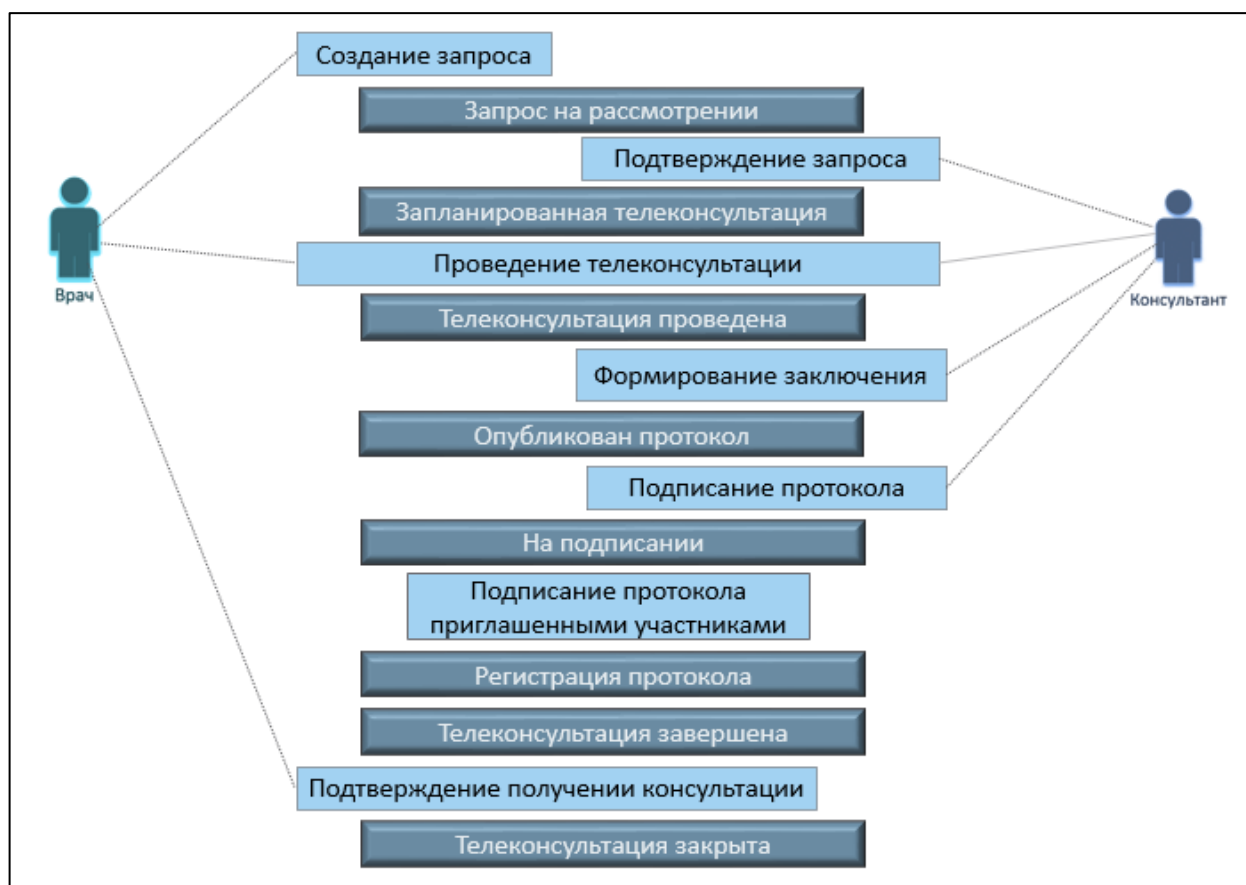 Создание запроса
Запрос на рассмотрении
Подтверждение запроса
Запланированная телеконсультация
Проведение телеконсультации
Врач
Консультант
Телеконсультация проведена
Формирование заключения
Опубликован протокол
Подписание протокола
На подписании
Подписание протокола
приглашенными участниками
Регистрация протокола
Телеконсультация завершена
Подтверждение получении консультации
Телеконсультация закрыта